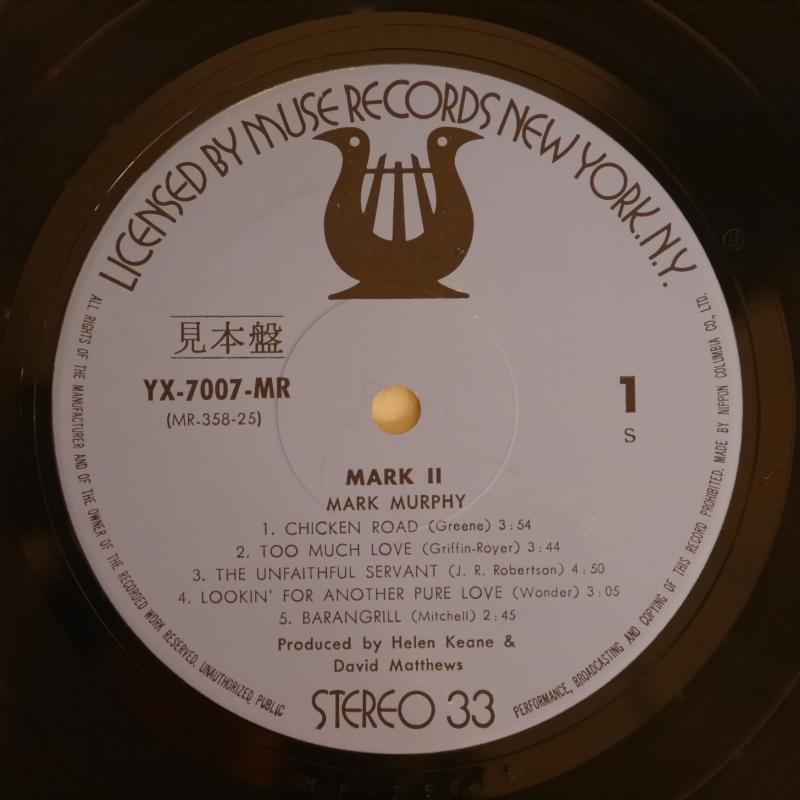 LICENSED BY MUSE RECORDS NEW YORK.N.Y.
見本盤
YX-7007-MR
(MR-358-25)
1
S
MARK II
MARK MURPHY
1. CHICKEN ROAD (Greene) 3:54
2. TOO MUCH LOVE (Griffin-Royer) 3:44
3. THE UNFAITHFUL SERVANT (J. R. Robertson) 4:50
4. LOOKIN' FOR ANOTHER PURE LOVE (Wonder) 3:05
5. BARANGRILL (Mitchell) 2:45
Produced by Helen Keane &
David Matthews
STEREO 33
ALL RIGHTS OF THE MANUFACTURER AND OF THE OWNER OF THE RECORDED WORK RESERVED. UNAUTHORIZED, PUBLIC
PERFORMANCE, BROADCASTING AND COPYING OF THIS RECORD PROHIBITED. MADE BY NIPPON COLUMBIA CO., LTD.